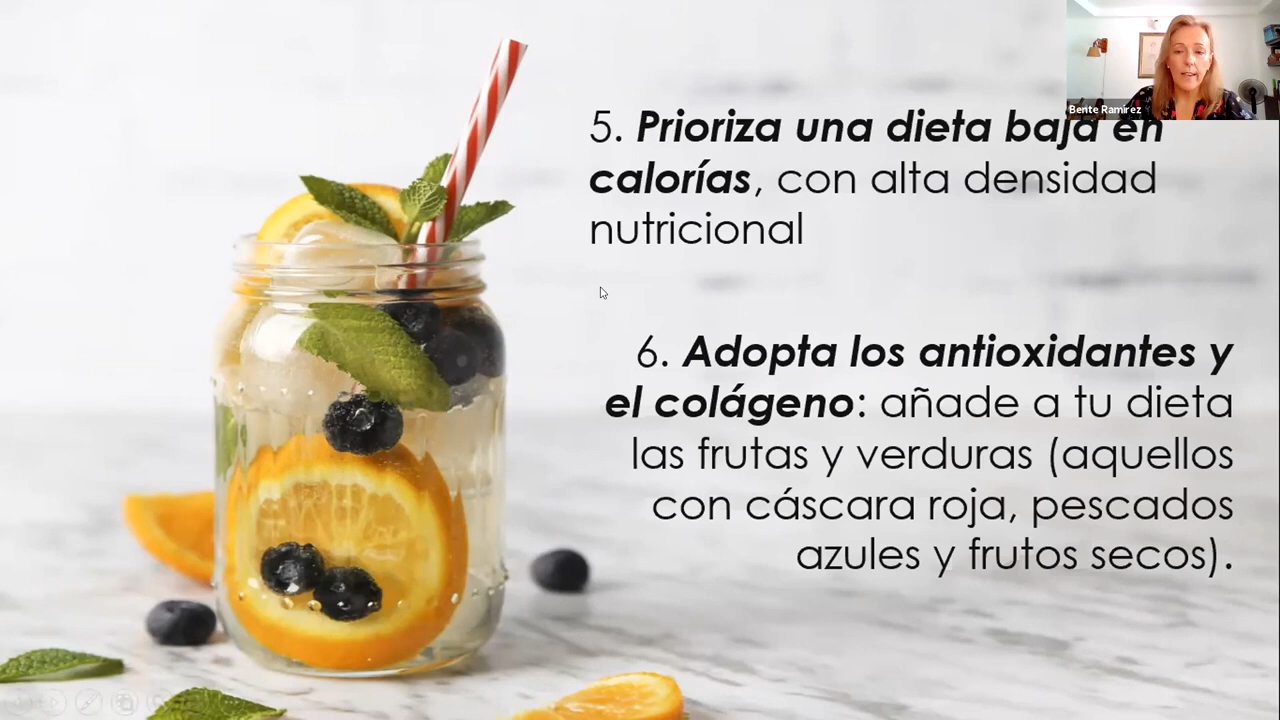 Bente Ramírez
5. Prioriza una dieta baja en
calorías, con alta densidad
nutricional
6. Adopta los antioxidantes y
el colágeno: añade a tu dieta
las frutas y verduras (aquellos
con cáscara roja, pescados
azules y frutos secos).